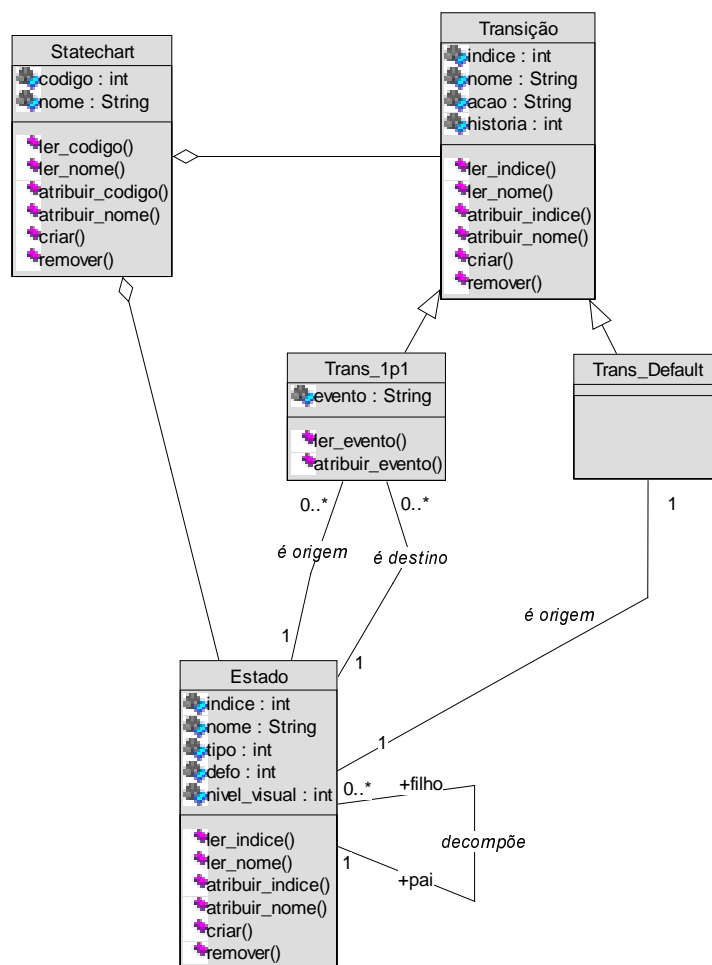 Statechart
codigo : int
nome : String
ler_codigo()
ler_nome()
atribuir_codigo()
atribuir_nome()
criar()
remover()
Transição
indice : int
nome : String
acao : String
historia : int
ler_indice()
ler_nome()
atribuir_indice()
atribuir_nome()
criar()
remover()
Trans_1p1
evento : String
ler_evento()
atribuir_evento()
Trans_Default
0..*
0..*
1
é origem
é destino
é origem
1
1
1
Estado
indice : int
nome : String
tipo : int
defo : int
nivel_visual : int
ler_indice()
ler_nome()
atribuir_indice()
atribuir_nome()
criar()
remover()
0..*
+filho
decompõe
1
+pai